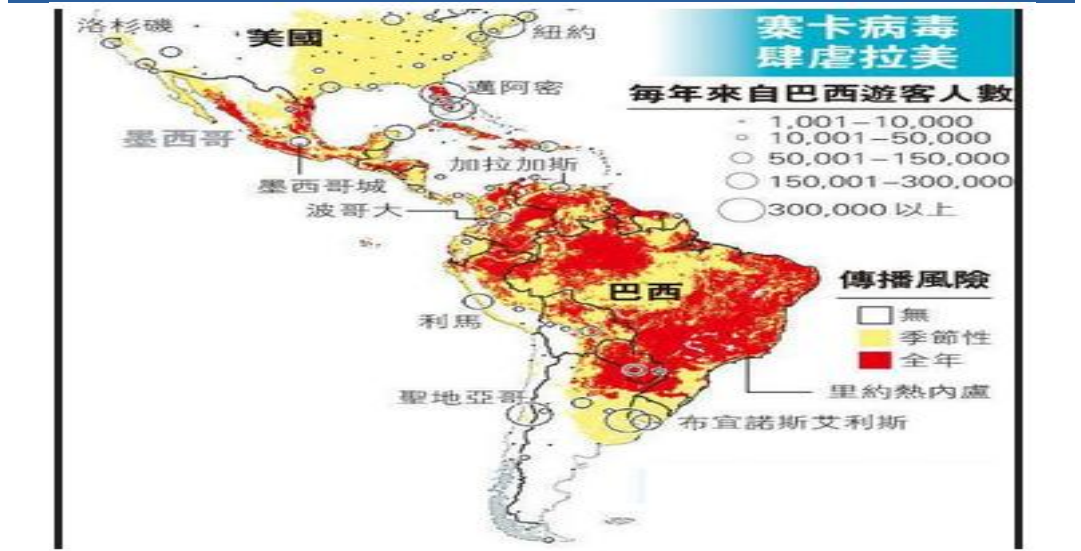 寨卡病毒
肆虐拉美
每年來自巴西遊客人數
1,001–10,000
10,001–50,000
50,001–150,000
150,001–300,000
300,000 以上
洛杉磯
美國
紐約
邁阿密
墨西哥
墨西哥城
加拉加斯
波哥大
巴西
利馬
聖地亞哥
里約熱內盧
布宜諾斯艾利斯
傳播風險
無
季節性
全年